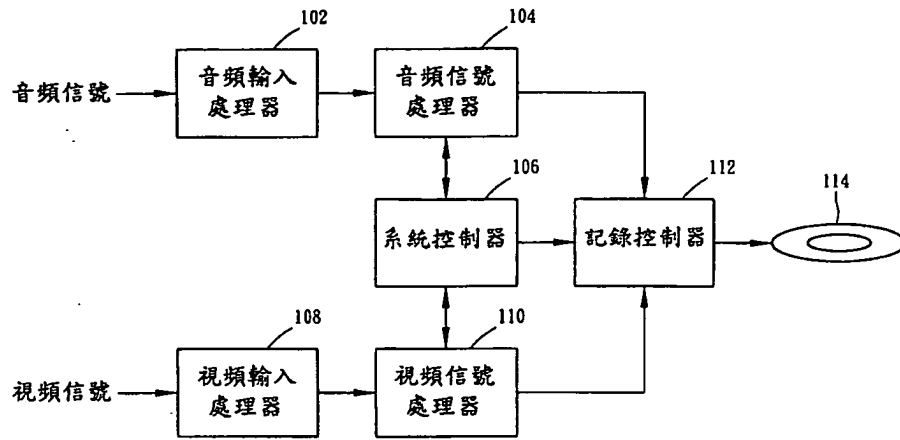 102
104
音頻信號
音頻輸入
處理器
音頻信號
處理器
106
112
114
系統控制器
記錄控制器
108
110
視頻信號
視頻輸入
處理器
視頻信號
處理器